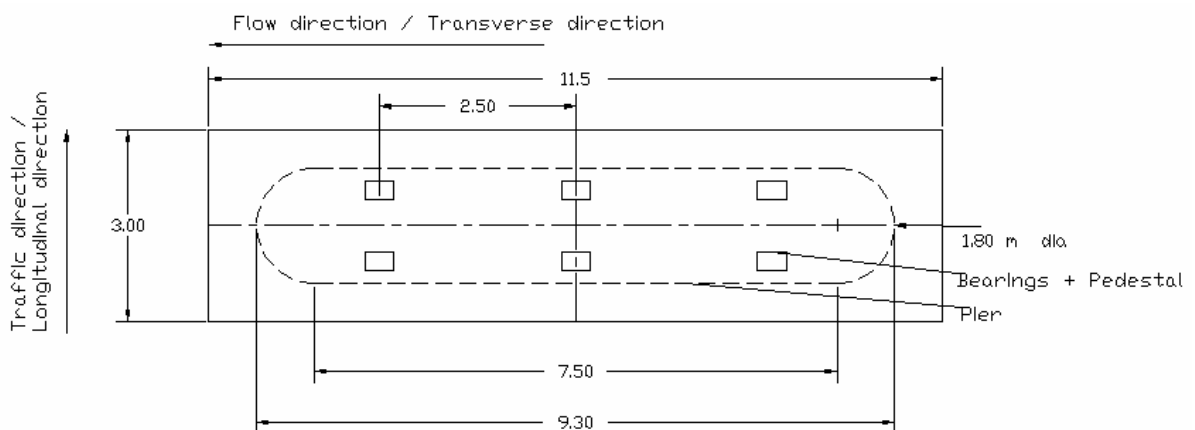 Flow direction / Transverse direction
11.5
2.50
Traffic direction /
Longitudinal direction
3.00
1.80 m dia
Bearings + Pedestal
Pier
7.50
9.30